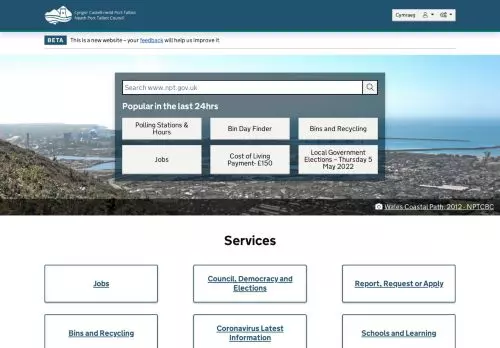 Cyngor Castell-nedd Port Talbot
Neath Port Talbot Council
Cymraeg
BETA This is a new website – your feedback will help us improve it.
Search www.npt.gov.uk
Popular in the last 24hrs
Polling Stations &
Hours
Bin Day Finder
Bins and Recycling
Jobs
Cost of Living
Payment- £150
Local Government
Elections – Thursday 5
May 2022
Wales Coastal Path, 2012 - NPTCBC
Services
Jobs
Council, Democracy and
Elections
Report, Request or Apply
Bins and Recycling
Coronavirus Latest
Information
Schools and Learning